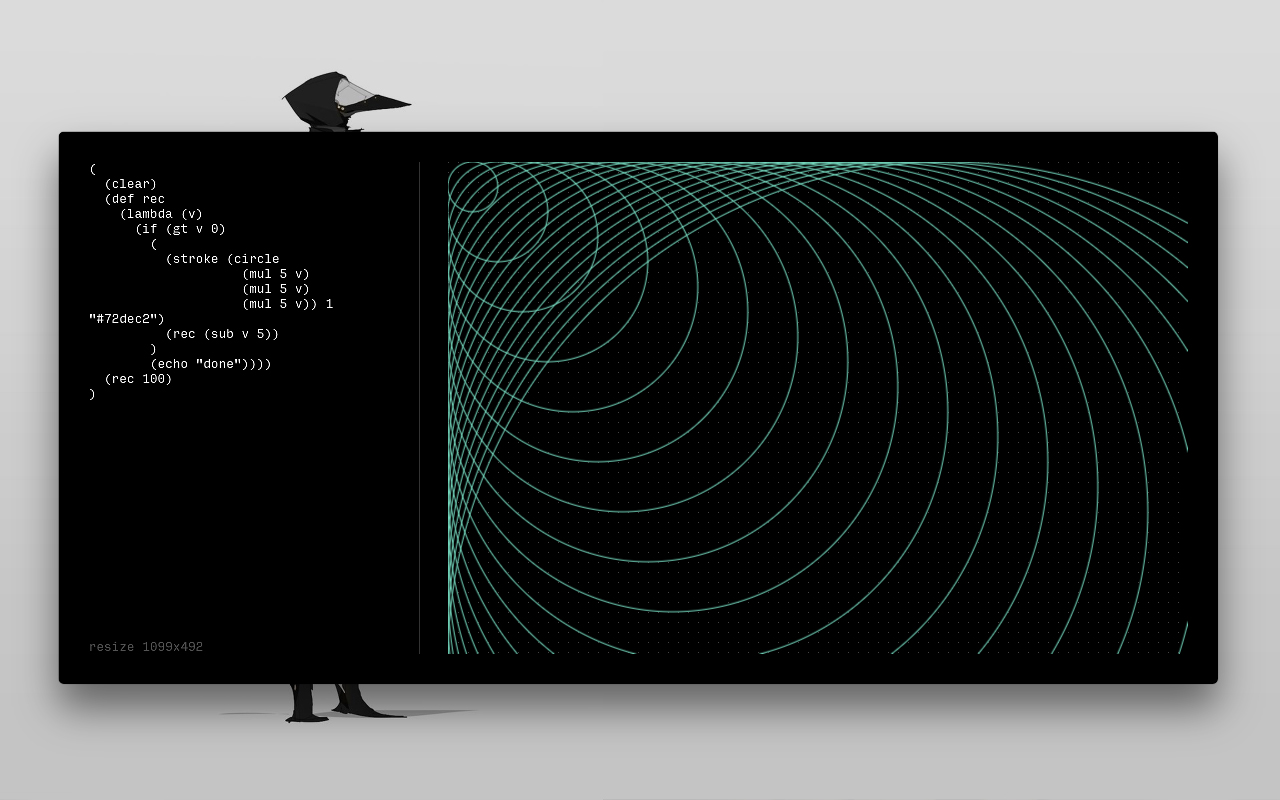 (
  (clear)
  (def rec
    (lambda (v)
      (if (gt v 0)
        (
          (stroke (circle
                    (mul 5 v)
                    (mul 5 v)
                    (mul 5 v)) 1
"#72dec2")
          (rec (sub v 5))
        )
        (echo "done"))))
  (rec 100)
)
resize 1099x492